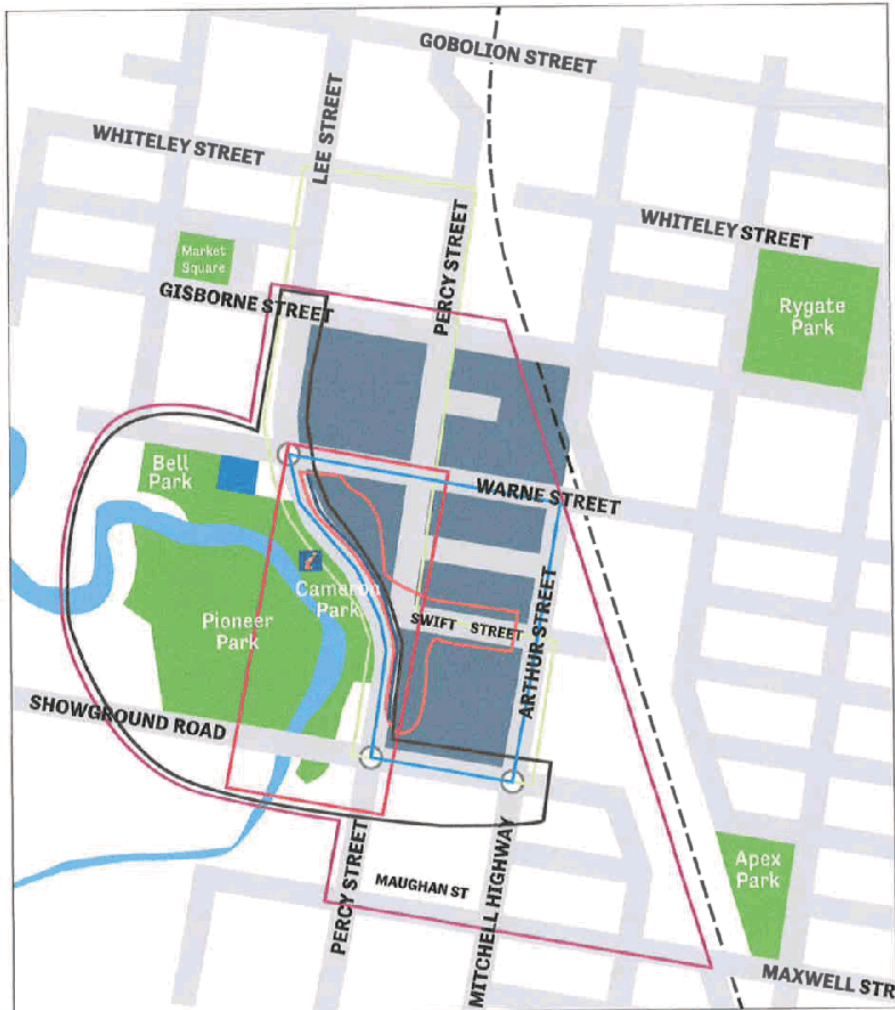 GOBOLION STREET
LEE STREET
WHITELEY STREET
PERCY STREET
WHITELEY STREET
Market
Square
GISBORNE STREET
Rygate
Park
Bell
Park
WARNE STREET
i
Cameron
Park
Pioneer
Park
SWIFT STREET
ARTHUR STREET
SHOWGROUND ROAD
PERCY STREET
MAUGHAN ST
MITCHELL HIGHWAY
Apex
Park
MAXWELL STR